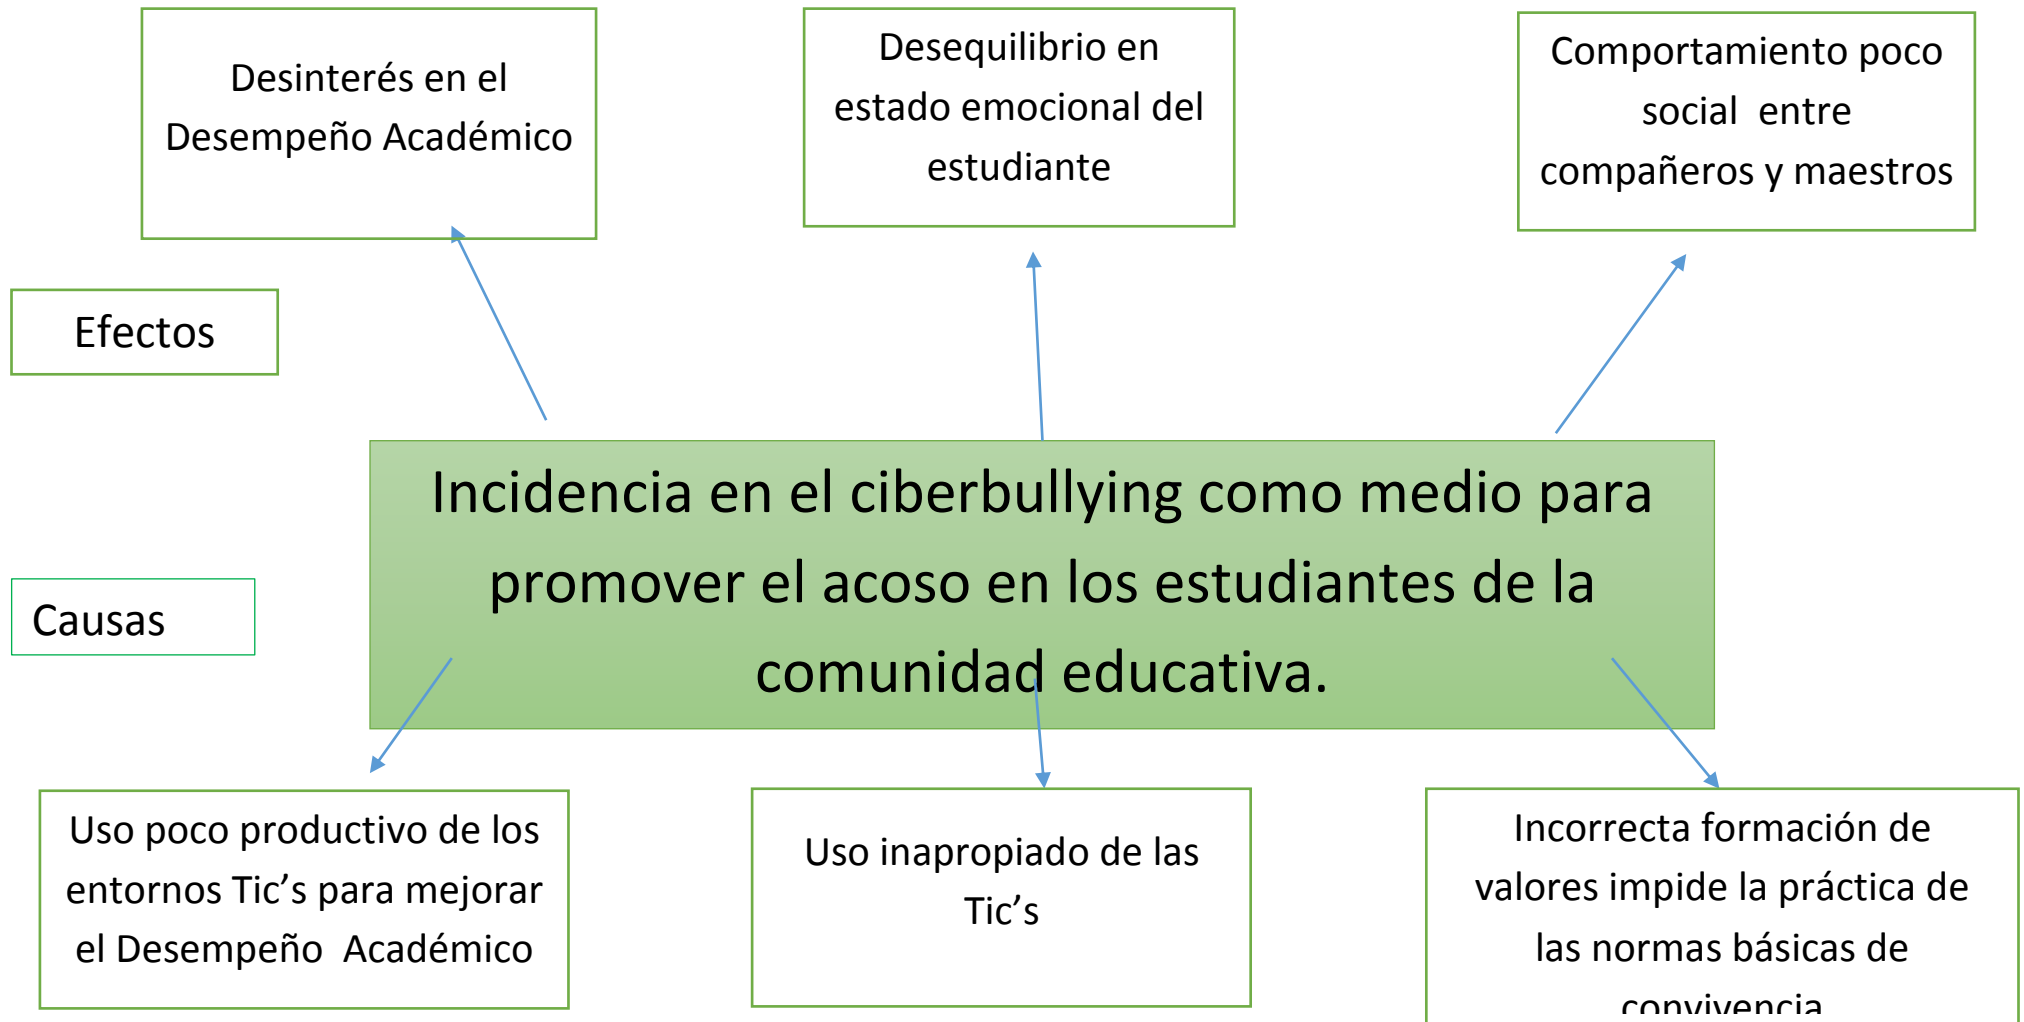 Desinterés en el
Desempeño Académico
Desequilibrio en
estado emocional del
estudiante
Comportamiento poco
social  entre
compañeros y maestros
Efectos
Incidencia en el ciberbullying como medio para
promover el acoso en los estudiantes de la
comunidad educativa.
Causas
Uso poco productivo de los
entornos Tic’s para mejorar
el Desempeño  Académico
Uso inapropiado de las
Tic’s
Incorrecta formación de
valores impide la práctica de
las normas básicas de
convivencia